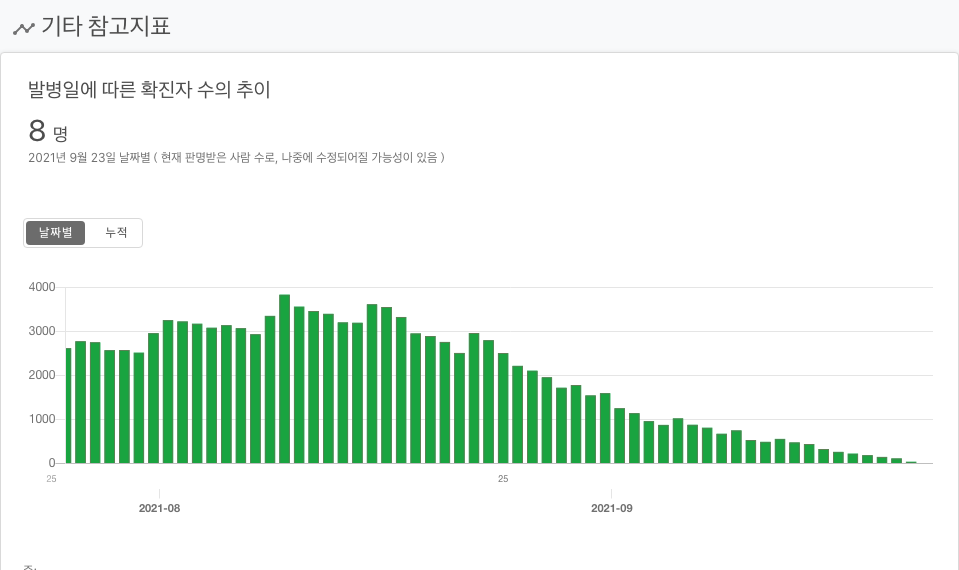 기타 참고지표
발병일에 따른 확진자 수의 추이
8 명
2021년 9월 23일 날짜별 ( 현재 판명받은 사람 수로, 나중에 수정되어질 가능성이 있음 )
날짜별 누적
4000
3000
2000
1000
0
25 25
2021-08 2021-09